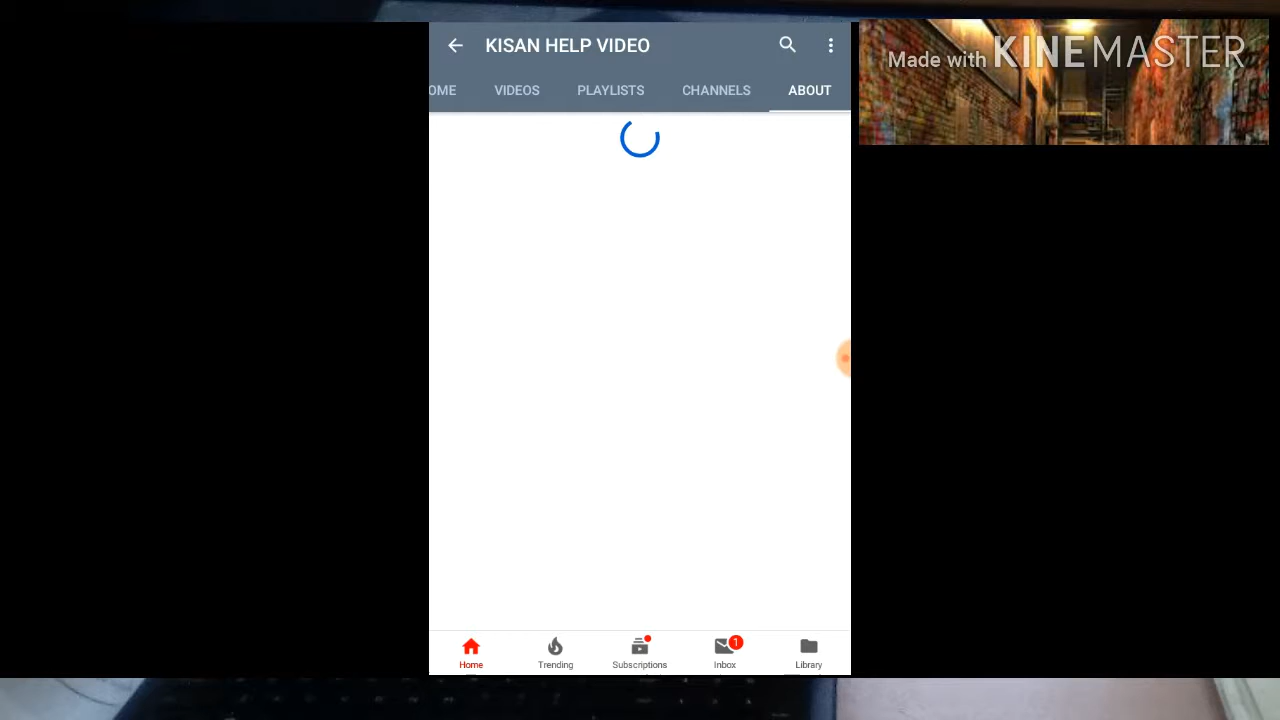 KISAN HELP VIDEO
OME VIDEOS PLAYLISTS CHANNELS ABOUT
Made with KINEMASTER
Home Trending Subscriptions Inbox Library
1